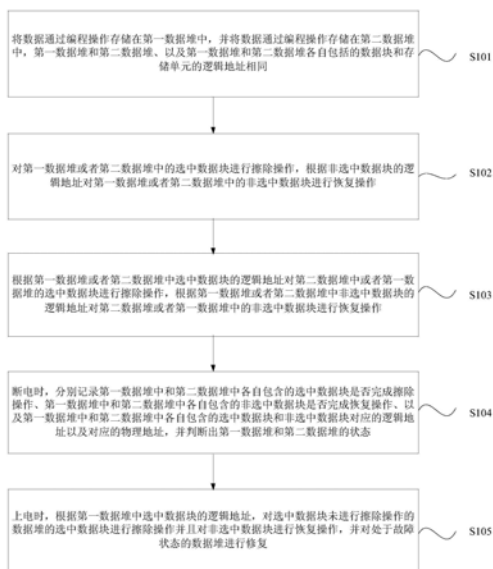 将数据通过编程操作存储在第一数据堆中，并将数据通过编程操作存储在第二数据堆
中，第一数据堆和第二数据堆、以及第一数据堆和第二数据堆各自包括的数据块和存
储单元的逻辑地址相同
S101
对第一数据堆或者第二数据堆中的选中数据块进行擦除操作，根据非选中数据块的逻
辑地址对第一数据堆或者第二数据堆中的非选中数据块进行恢复操作
S102
根据第一数据堆或者第二数据堆中选中数据块的逻辑地址对第二数据堆中或者第一数
据堆的选中数据块进行擦除操作，根据第一数据堆或者第二数据堆中非选中数据块的
逻辑地址对第二数据堆或者第一数据堆中的非选中数据块进行恢复操作
S103
断电时，分别记录第一数据堆中和第二数据堆中各自包含的选中数据块是否完成擦除
操作、第一数据堆中和第二数据堆中各自包含的非选中数据块是否完成恢复操作、以
及第一数据堆中和第二数据堆中各自包含的选中数据块和非选中数据块对应的逻辑地
址以及对应的物理地址，并判断出第一数据堆和第二数据堆的状态
S104
上电时，根据第一数据堆中选中数据块的逻辑地址，对选中数据块未进行擦除操作的
数据堆的选中数据块进行擦除操作并且对非选中数据块进行恢复操作，并对处于故障
状态的数据堆进行修复
S105